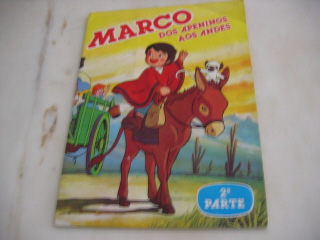 MARCO
DOS APENINOS
AOS ANDES
2ª
PARTE